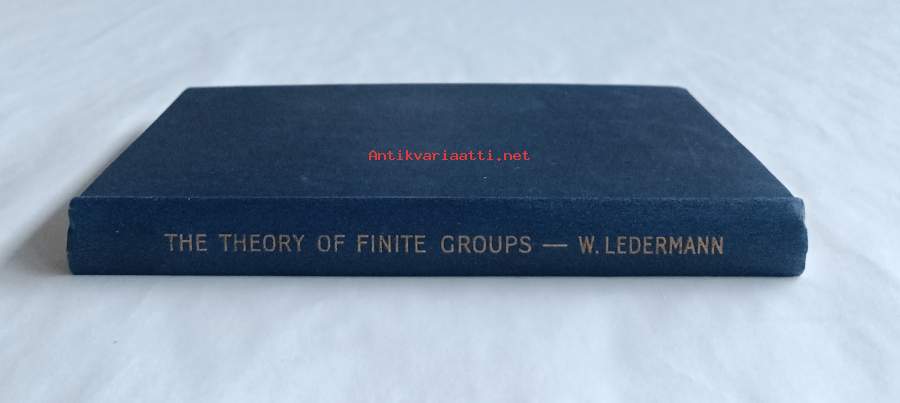 Antikvariaatti.net
THE THEORY OF FINITE GROUPS — W. LEDERMANN